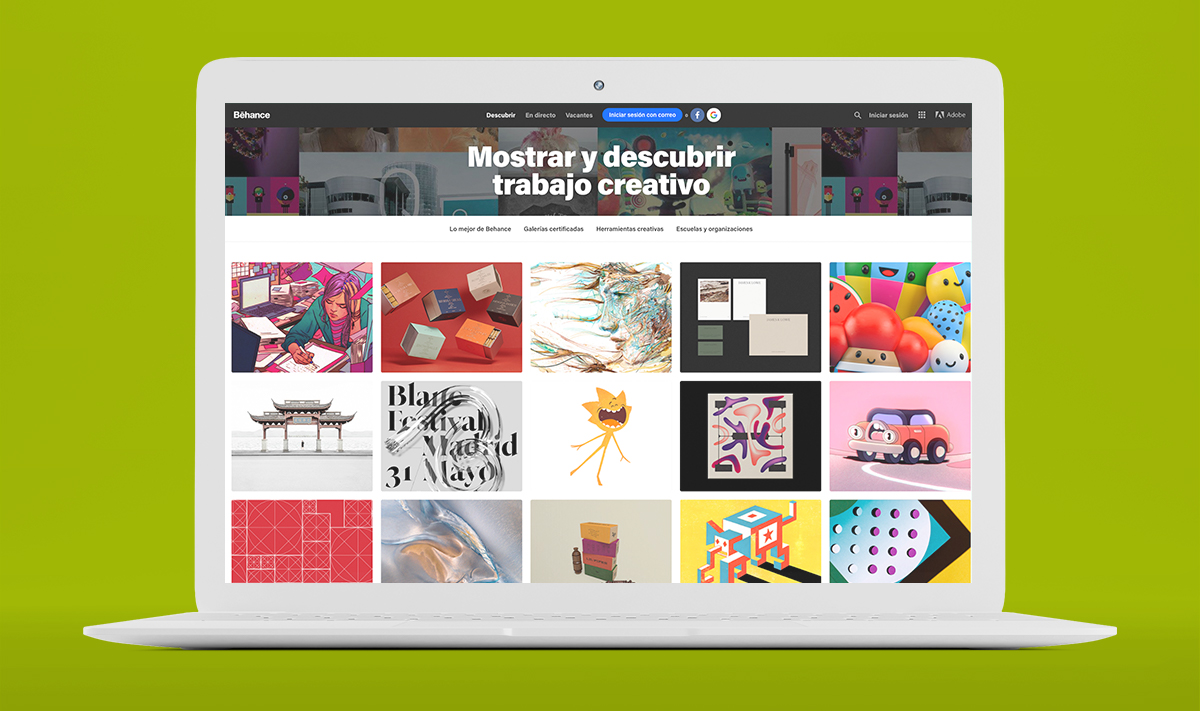 Bēhance
Descubrir
En directo
Vacantes
Iniciar sesión con correo
o
f
G
Iniciar sesión
Adobe
Mostrar y descubrir
trabajo creativo
Lo mejor de Behance
Galerías certificadas
Herramientas creativas
Escuelas y organizaciones
Blanc
Festival
Madrid
31 Mayo